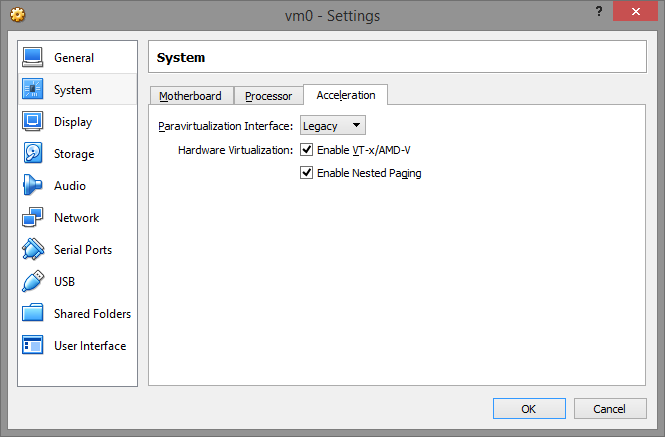 vm0 - Settings
?
General
System
Display
Storage
Audio
Network
Serial Ports
USB
Shared Folders
User Interface
System
Motherboard Processor Acceleration
Paravirtualization Interface: Legacy
Hardware Virtualization: Enable VT-x/AMD-V
Enable Nested Paging
OK Cancel